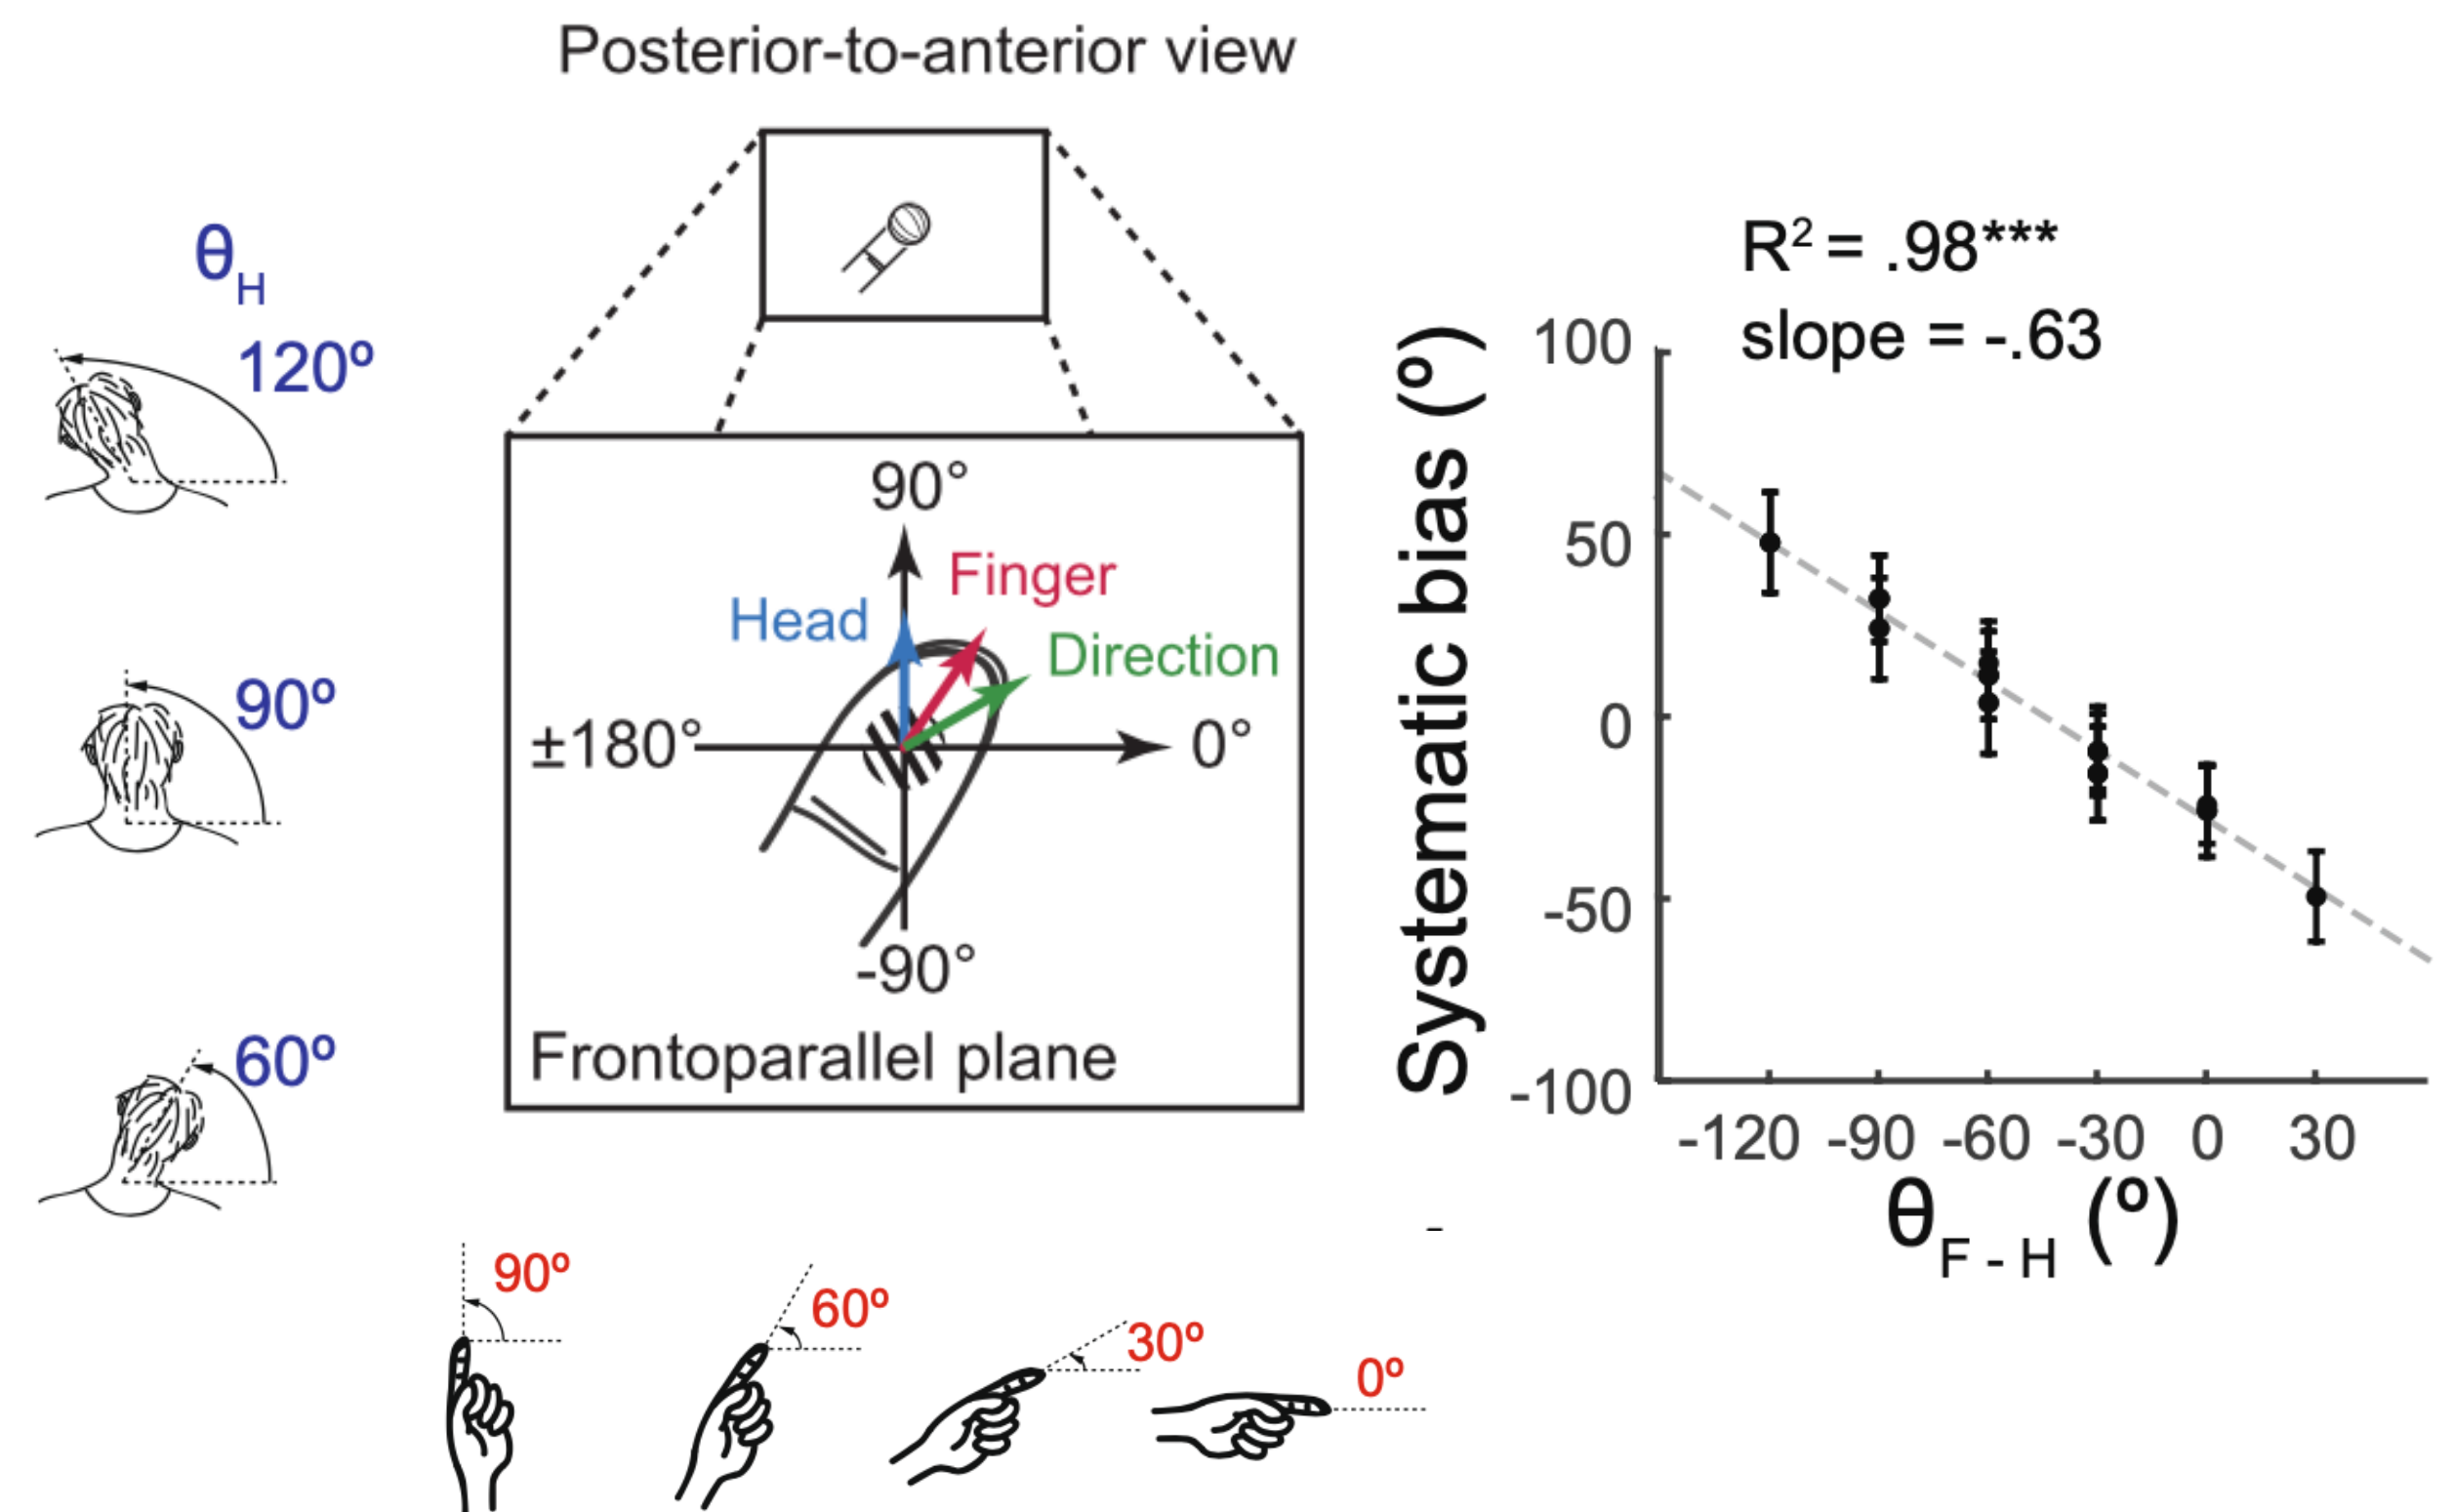 Posterior-to-anterior view
θH
120º
90º
60º
90°
Finger
Head
Direction
±180°
0°
-90°
Frontoparallel plane
90º
60º
30º
0º
R² = .98***
slope = -.63
Systematic bias (º)
100
50
0
-50
-100
-120 -90 -60 -30 0 30
θF - H (º)
-